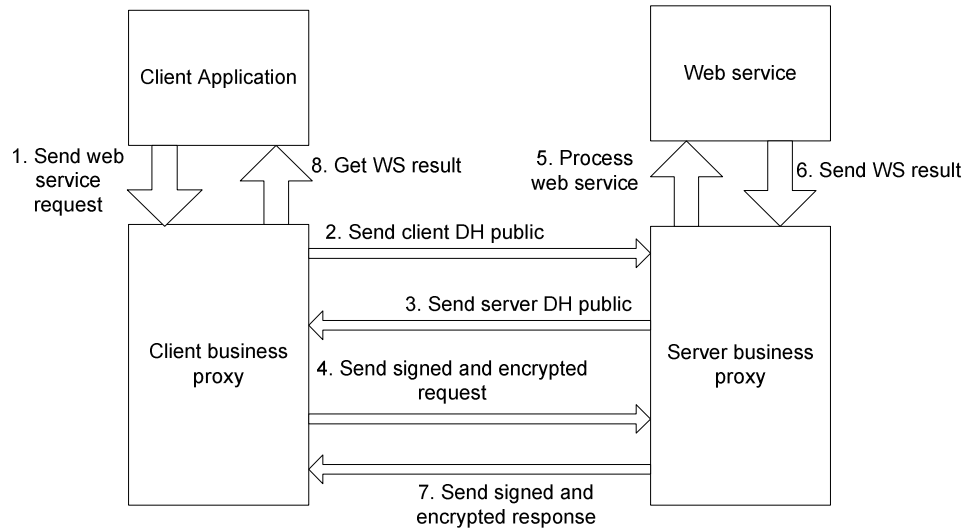 Client Application
Web service
1. Send web
service
request
8. Get WS result
5. Process
web service
6. Send WS result
2. Send client DH public
3. Send server DH public
Client business
proxy
Server business
proxy
4. Send signed and encrypted
request
7. Send signed and
encrypted response